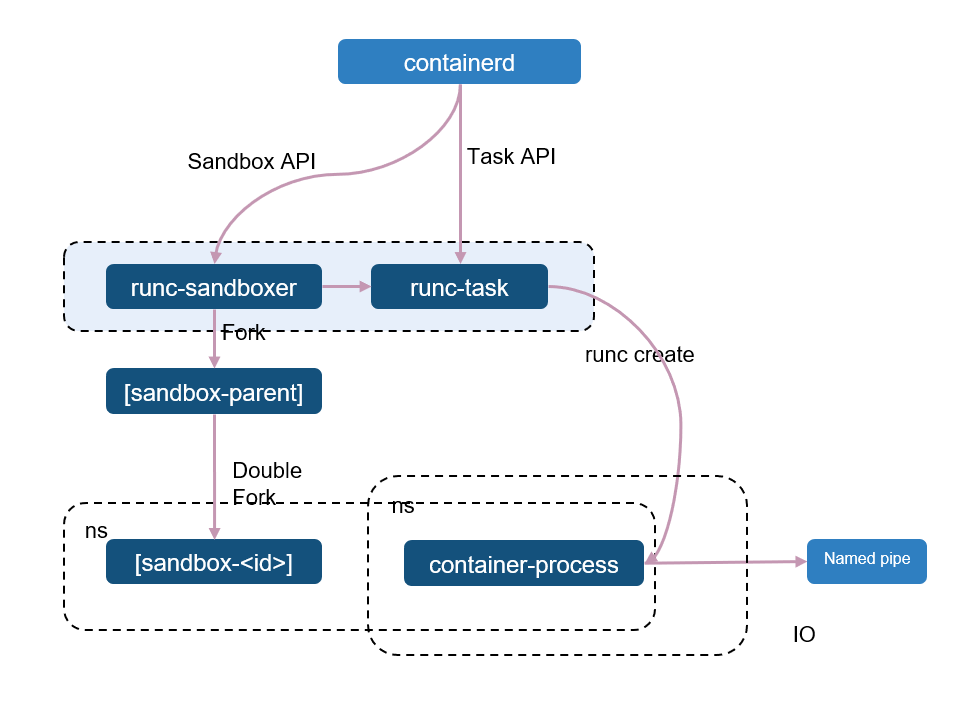 containerd
Sandbox API
Task API
runc-sandboxer
runc-task
Fork
runc create
[sandbox-parent]
Double
Fork
ns
ns
[sandbox-<id>]
container-process
Named pipe
IO